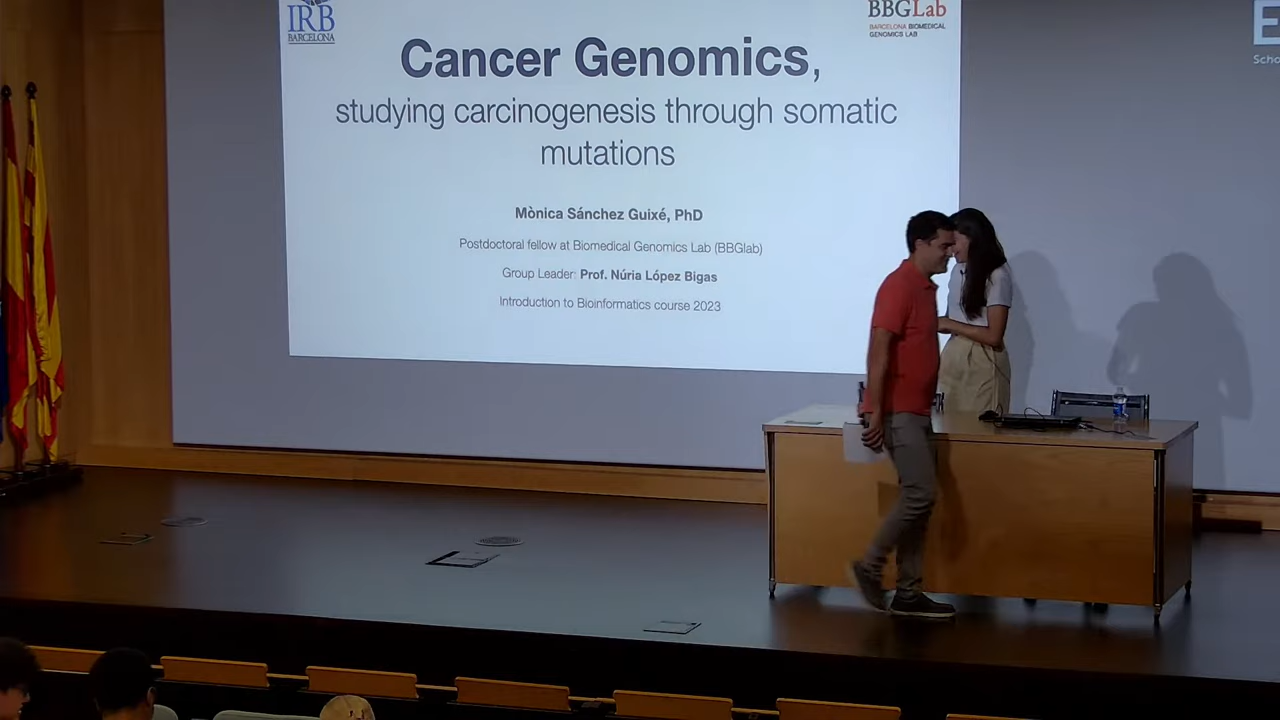 IRB
BARCELONA
BBGLab
BARCELONA BIOMEDICAL
GENOMICS LAB
Cancer Genomics,
studying carcinogenesis through somatic
mutations
Mònica Sánchez Guixé, PhD
Postdoctoral fellow at Biomedical Genomics Lab (BBGlab)
Group Leader: Prof. Núria López Bigas
Introduction to Bioinformatics course 2023
E
Scho